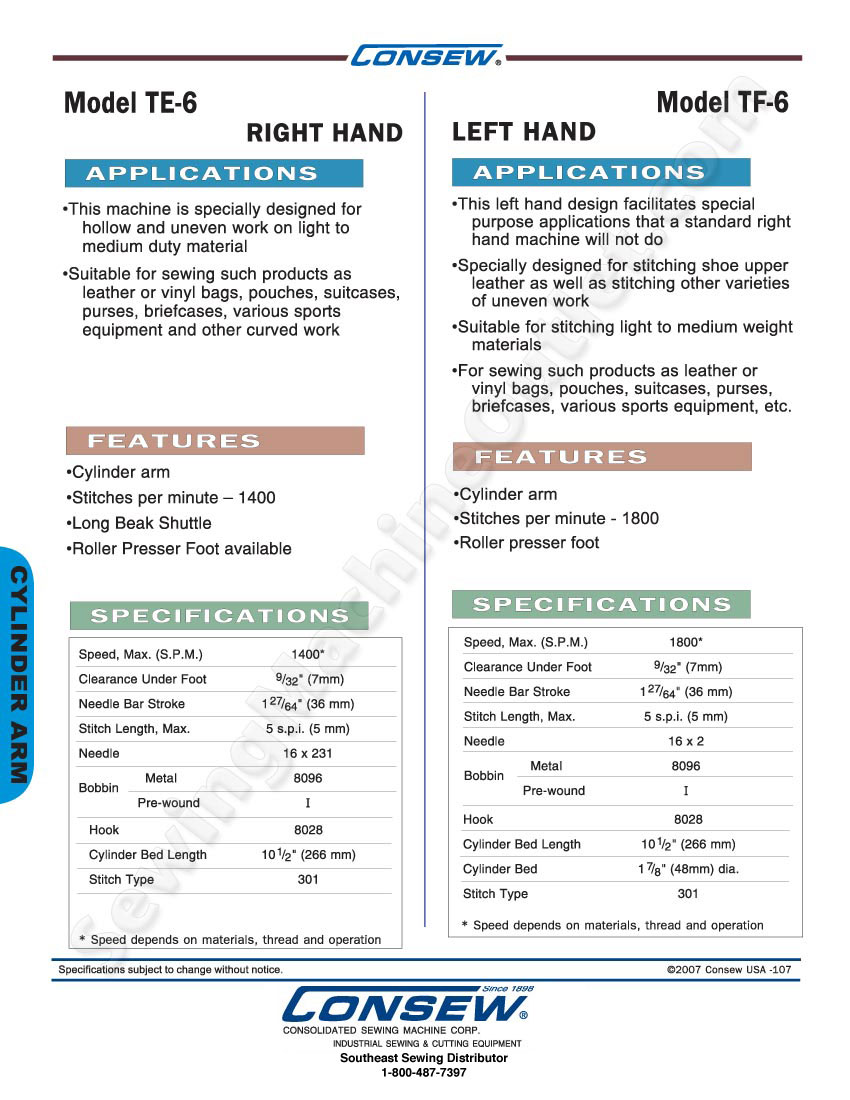 CONSEW®
Model TE-6
RIGHT HAND
APPLICATIONS
•This machine is specially designed for
hollow and uneven work on light to
medium duty material
•Suitable for sewing such products as
leather or vinyl bags, pouches, suitcases,
purses, briefcases, various sports
equipment and other curved work
FEATURES
•Cylinder arm
•Stitches per minute – 1400
•Long Beak Shuttle
•Roller Presser Foot available
SPECIFICATIONS
Speed, Max. (S.P.M.) 1400*
Clearance Under Foot 9/32" (7mm)
Needle Bar Stroke 1 27/64" (36 mm)
Stitch Length, Max. 5 s.p.i. (5 mm)
Needle 16 x 231
Bobbin Metal 8096
Pre-wound I
Hook 8028
Cylinder Bed Length 10 1/2" (266 mm)
Stitch Type 301
* Speed depends on materials, thread and operation
Model TF-6
LEFT HAND
APPLICATIONS
•This left hand design facilitates special
purpose applications that a standard right
hand machine will not do
•Specially designed for stitching shoe upper
leather as well as stitching other varieties
of uneven work
•Suitable for stitching light to medium weight
materials
•For sewing such products as leather or
vinyl bags, pouches, suitcases, purses,
briefcases, various sports equipment, etc.
FEATURES
•Cylinder arm
•Stitches per minute - 1800
•Roller presser foot
SPECIFICATIONS
Speed, Max. (S.P.M.) 1800*
Clearance Under Foot 9/32" (7mm)
Needle Bar Stroke 1 27/64" (36 mm)
Stitch Length, Max. 5 s.p.i. (5 mm)
Needle 16 x 2
Bobbin Metal 8096
Pre-wound I
Hook 8028
Cylinder Bed Length 10 1/2" (266 mm)
Cylinder Bed 1 7/8" (48mm) dia.
Stitch Type 301
* Speed depends on materials, thread and operation
CYLINDER ARM
SewingMachineOutlet.com
Specifications subject to change without notice. ©2007 Consew USA -107
Since 1898
CONSEW®
CONSOLIDATED SEWING MACHINE CORP.
INDUSTRIAL SEWING & CUTTING EQUIPMENT
Southeast Sewing Distributor
1-800-487-7397